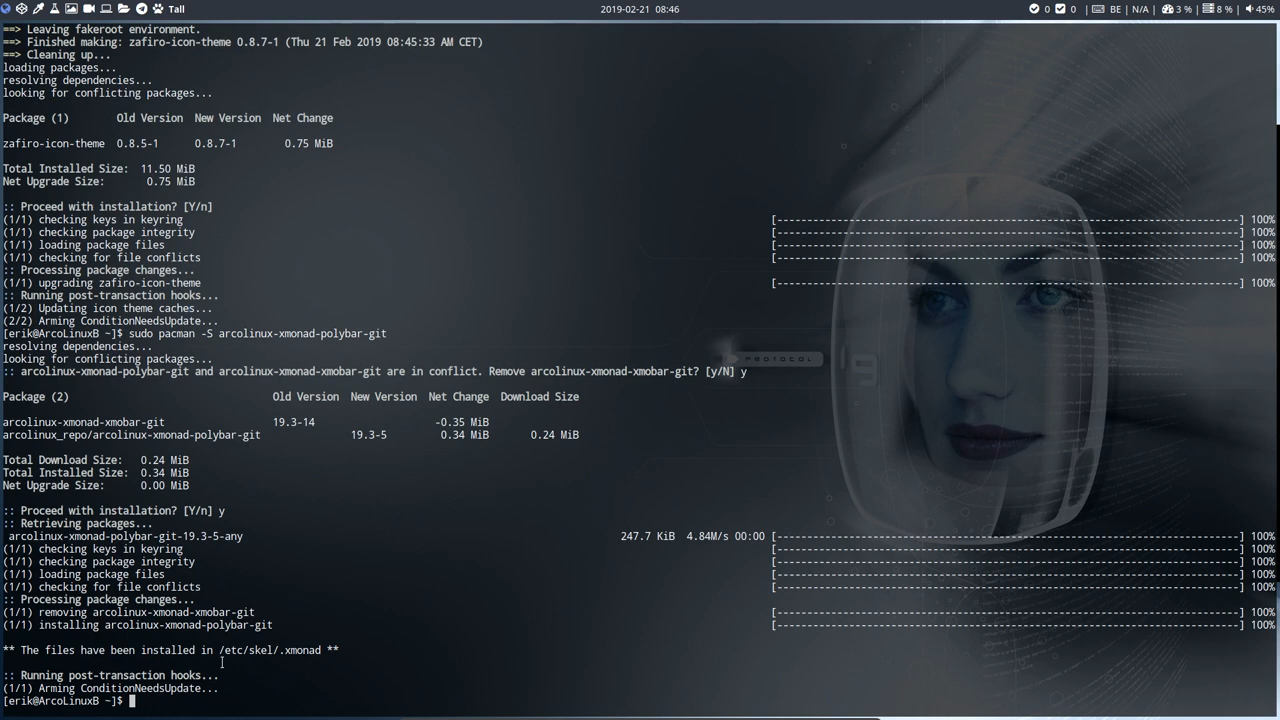 Tall
2019-02-21 08:46
0 0 | BE | N/A | 3 % | 8 % | 45%
==> Leaving fakeroot environment.
==> Finished making: zafiro-icon-theme 0.8.7-1 (Thu 21 Feb 2019 08:45:33 AM CET)
==> Cleaning up...
loading packages...
resolving dependencies...
looking for conflicting packages...
Package (1) Old Version New Version Net Change
zafiro-icon-theme 0.8.5-1 0.8.7-1 0.75 MiB
Total Installed Size: 11.50 MiB
Net Upgrade Size: 0.75 MiB
:: Proceed with installation? [Y/n]
(1/1) checking keys in keyring [----------------------------------------------------------------------------] 100%
(1/1) checking package integrity [----------------------------------------------------------------------------] 100%
(1/1) loading package files [----------------------------------------------------------------------------] 100%
(1/1) checking for file conflicts [----------------------------------------------------------------------------] 100%
:: Processing package changes...
(1/1) upgrading zafiro-icon-theme [----------------------------------------------------------------------------] 100%
:: Running post-transaction hooks...
(1/2) Updating icon theme caches...
(2/2) Arming ConditionNeedsUpdate...
[erik@ArcoLinuxB ~]$ sudo pacman -S arcolinux-xmonad-polybar-git
resolving dependencies...
looking for conflicting packages...
:: arcolinux-xmonad-polybar-git and arcolinux-xmonad-xmobar-git are in conflict. Remove arcolinux-xmonad-xmobar-git? [y/N] y
Package (2) Old Version New Version Net Change Download Size
arcolinux-xmonad-xmobar-git 19.3-14 -0.35 MiB
arcolinux_repo/arcolinux-xmonad-polybar-git 19.3-5 0.34 MiB 0.24 MiB
Total Download Size: 0.24 MiB
Total Installed Size: 0.34 MiB
Net Upgrade Size: 0.00 MiB
:: Proceed with installation? [Y/n] y
:: Retrieving packages...
arcolinux-xmonad-polybar-git-19.3-5-any 247.7 KiB 4.84M/s 00:00 [----------------------------------------------------------------------------] 100%
(1/1) checking keys in keyring [----------------------------------------------------------------------------] 100%
(1/1) checking package integrity [----------------------------------------------------------------------------] 100%
(1/1) loading package files [----------------------------------------------------------------------------] 100%
(1/1) checking for file conflicts [----------------------------------------------------------------------------] 100%
:: Processing package changes...
(1/1) removing arcolinux-xmonad-xmobar-git [----------------------------------------------------------------------------] 100%
(1/1) installing arcolinux-xmonad-polybar-git [----------------------------------------------------------------------------] 100%
** The files have been installed in /etc/skel/.xmonad **
:: Running post-transaction hooks...
(1/1) Arming ConditionNeedsUpdate...
[erik@ArcoLinuxB ~]$